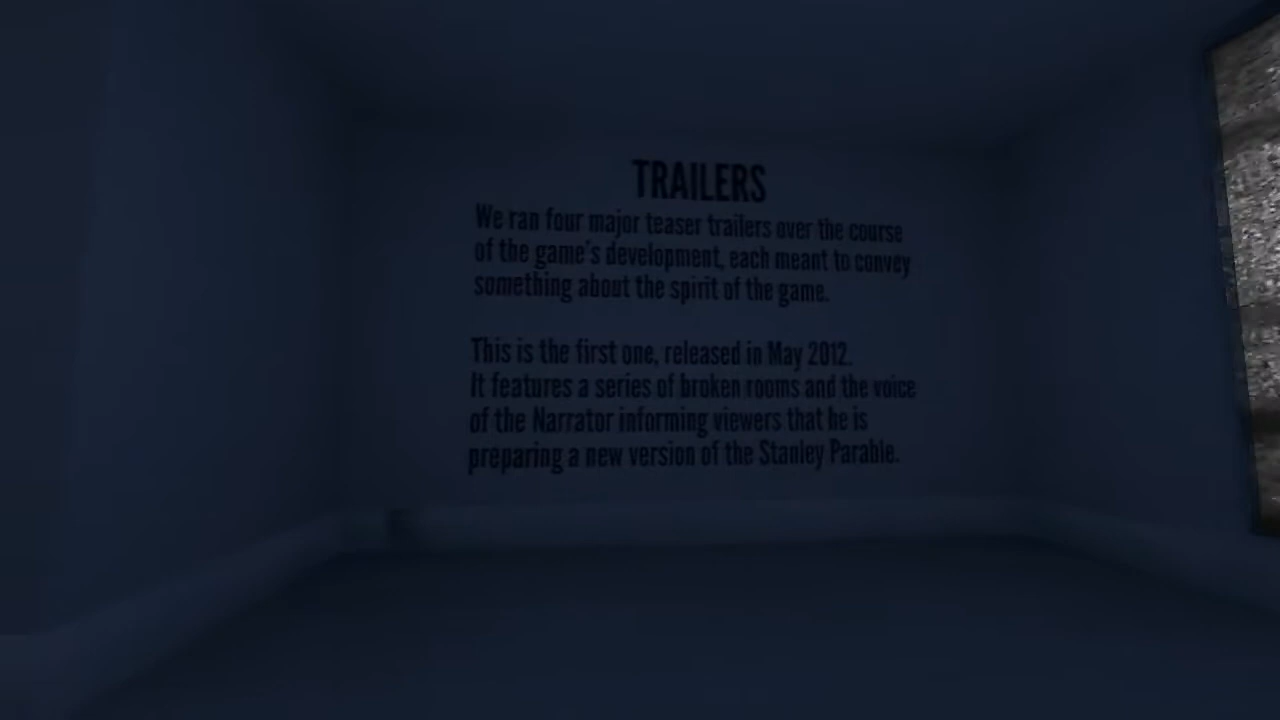 TRAILERS
We ran four major teaser trailers over the course
of the game's development, each meant to convey
something about the spirit of the game.
This is the first one, released in May 2012.
It features a series of broken rooms and the voice
of the Narrator informing viewers that he is
preparing a new version of the Stanley Parable.